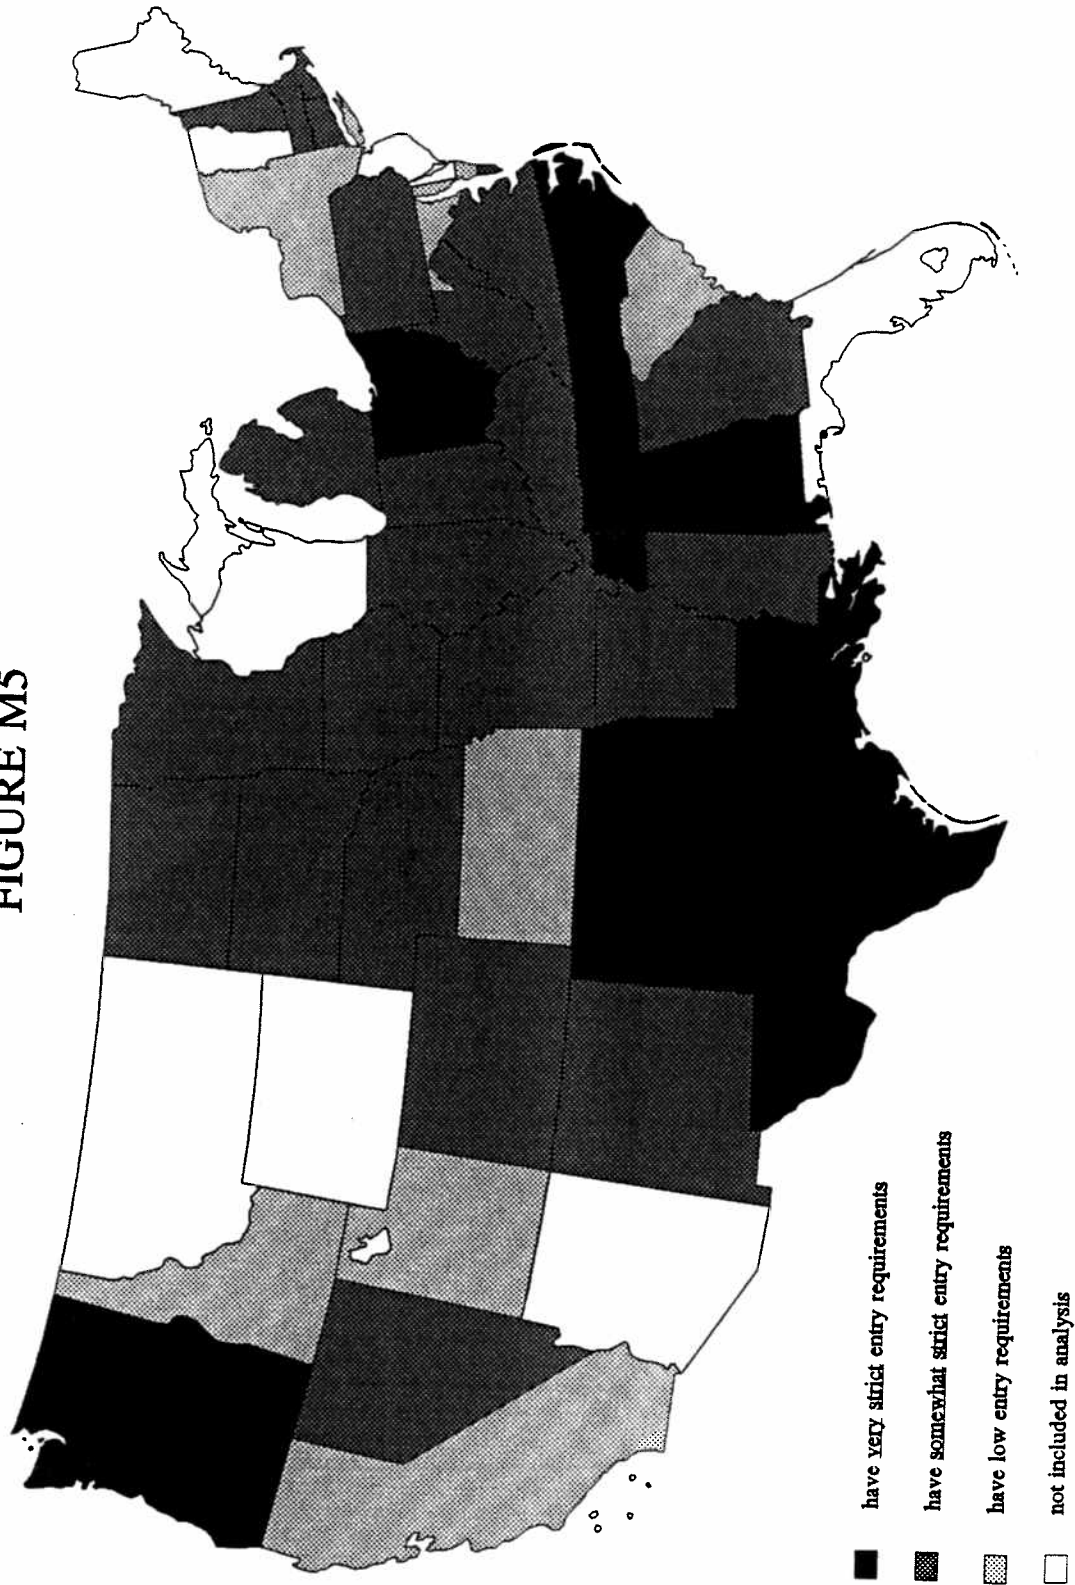 FIGURE M5
have very strict entry requirements
have somewhat strict entry requirements
have low entry requirements
not included in analysis